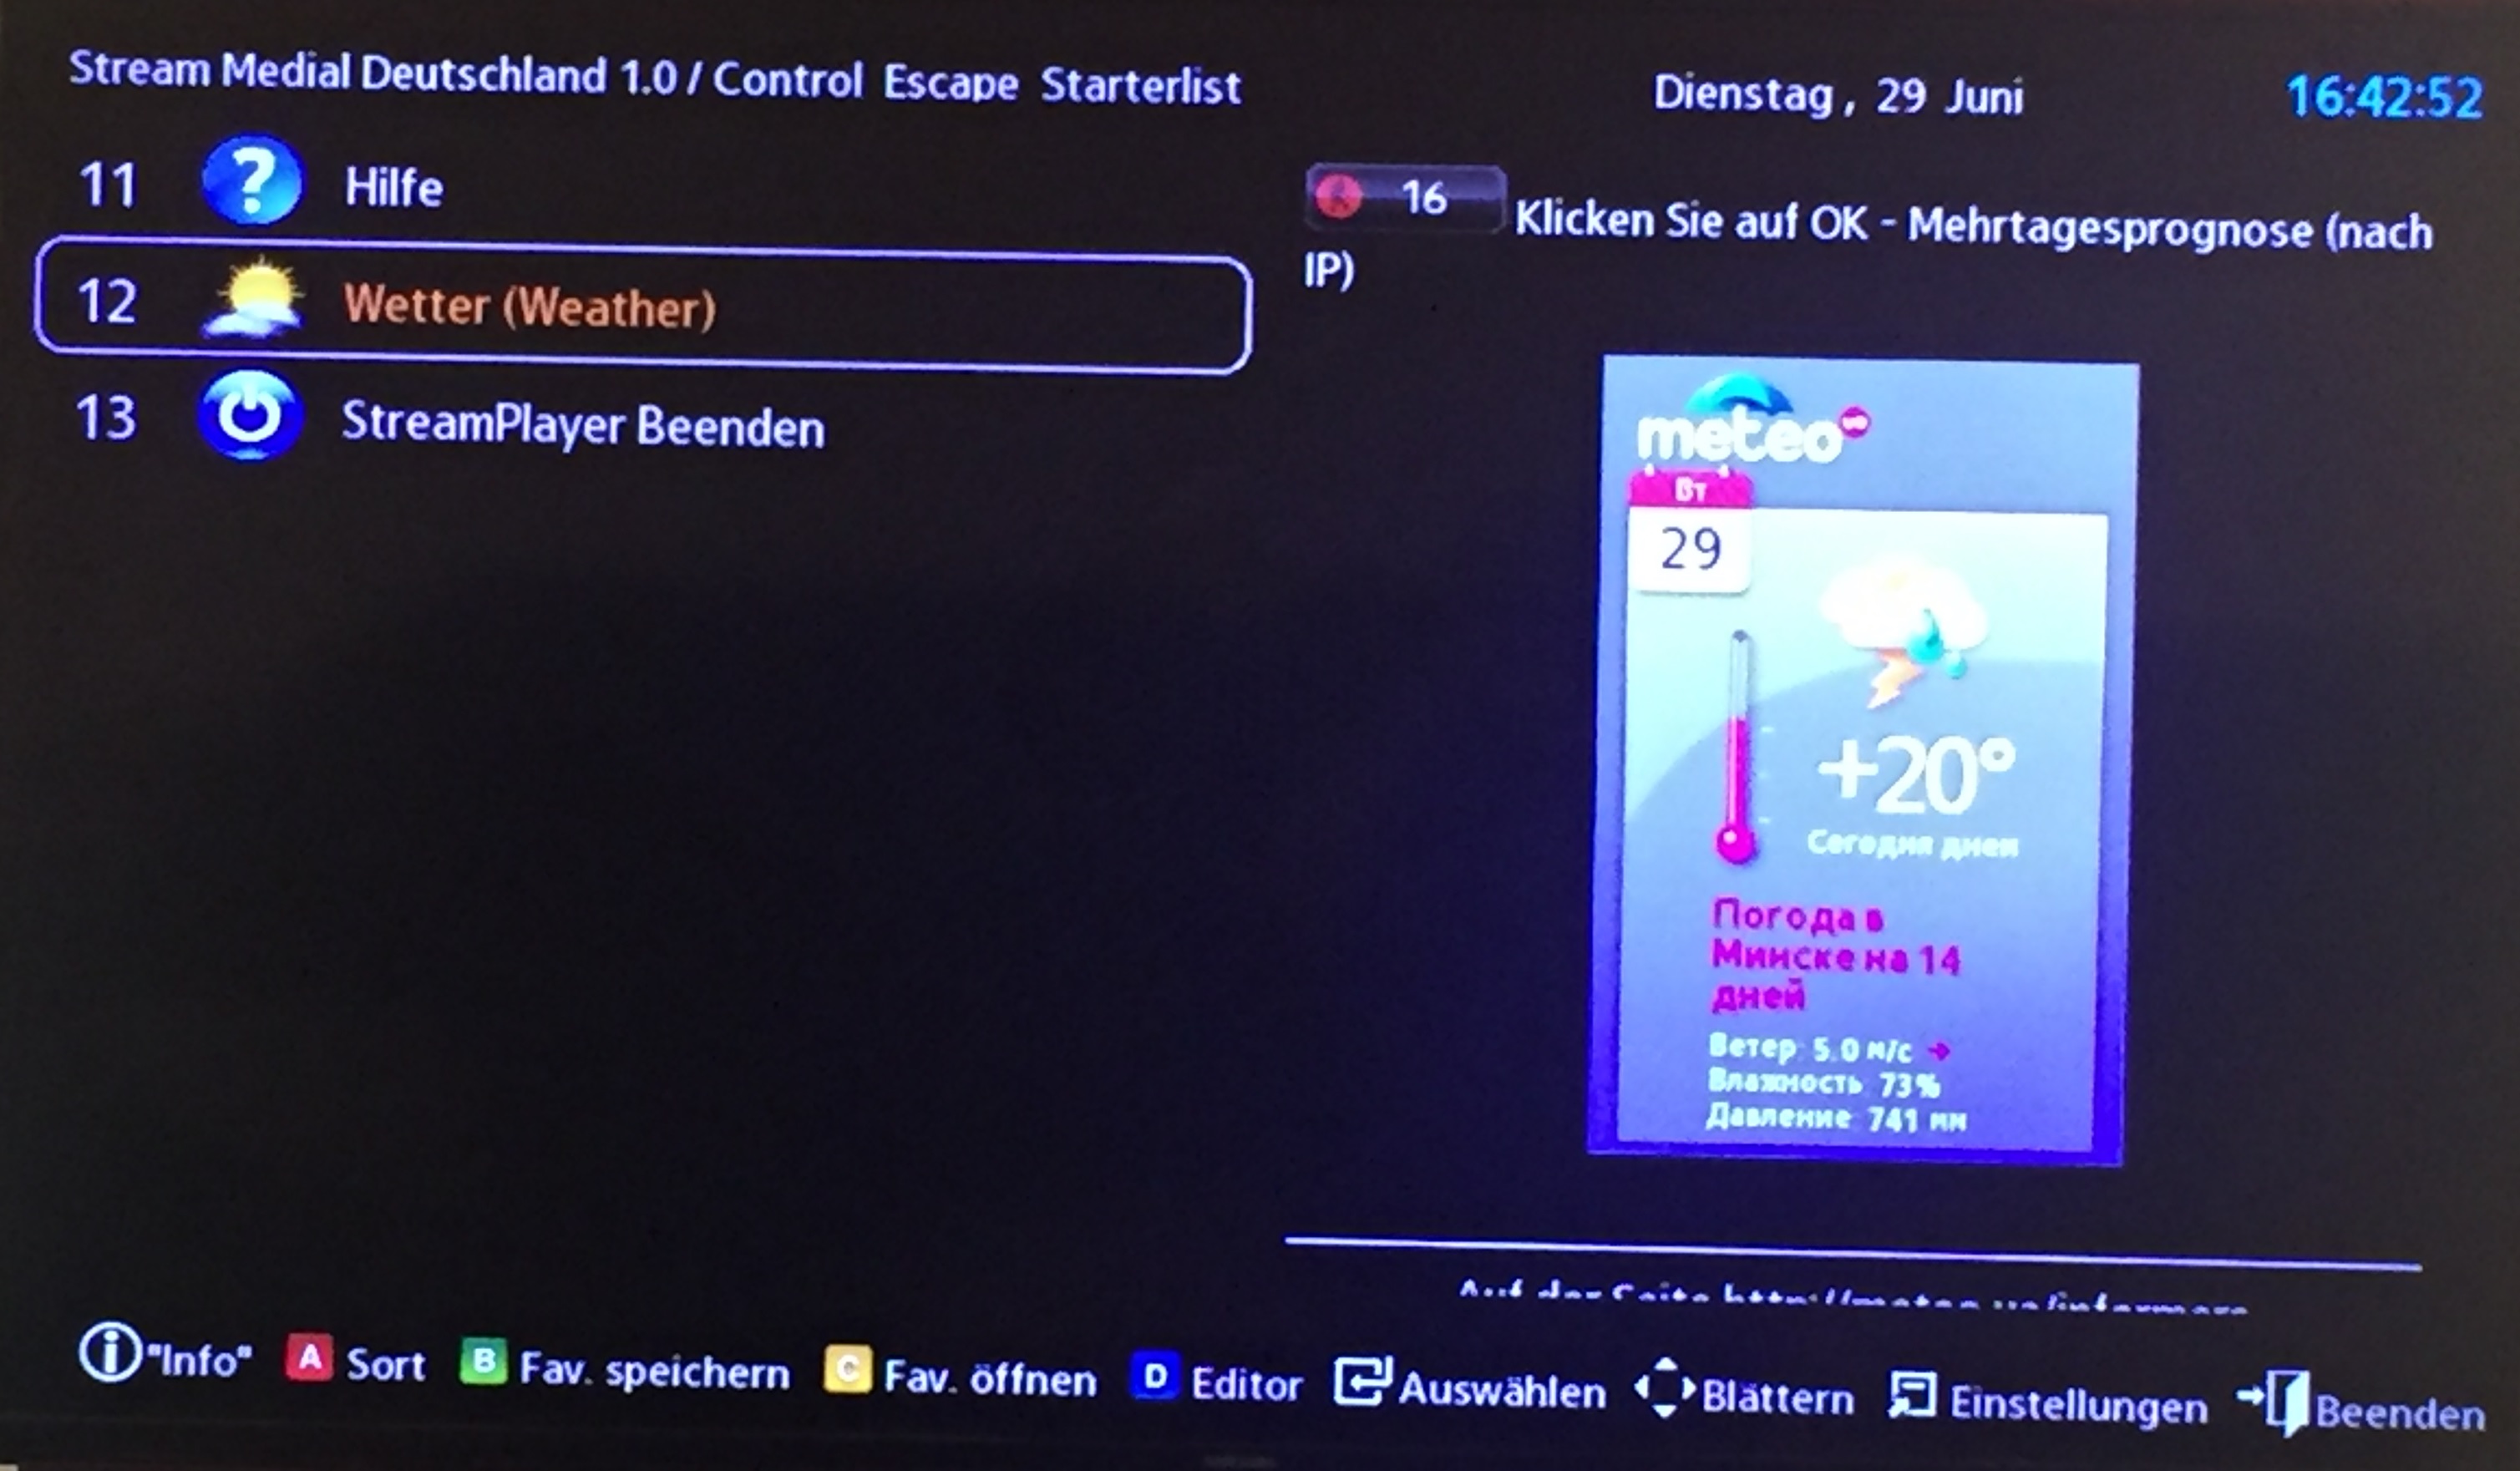 Stream Medial Deutschland 1.0 / Control Escape Starterlist
Dienstag, 29 Juni
16:42:52
11 Hilfe
12 Wetter (Weather)
13 StreamPlayer Beenden
16 Klicken Sie auf OK - Mehrtagesprognose (nach
IP)
meteo
Вт
29
+20°
Сегодня днем
Погода в
Минске на 14
дней
Ветер 5.0 м/с
Влажность 73%
Давление 741 мм
"Info" A Sort B Fav. speichern C Fav. öffnen D Editor Auswählen Blättern Einstellungen Beenden